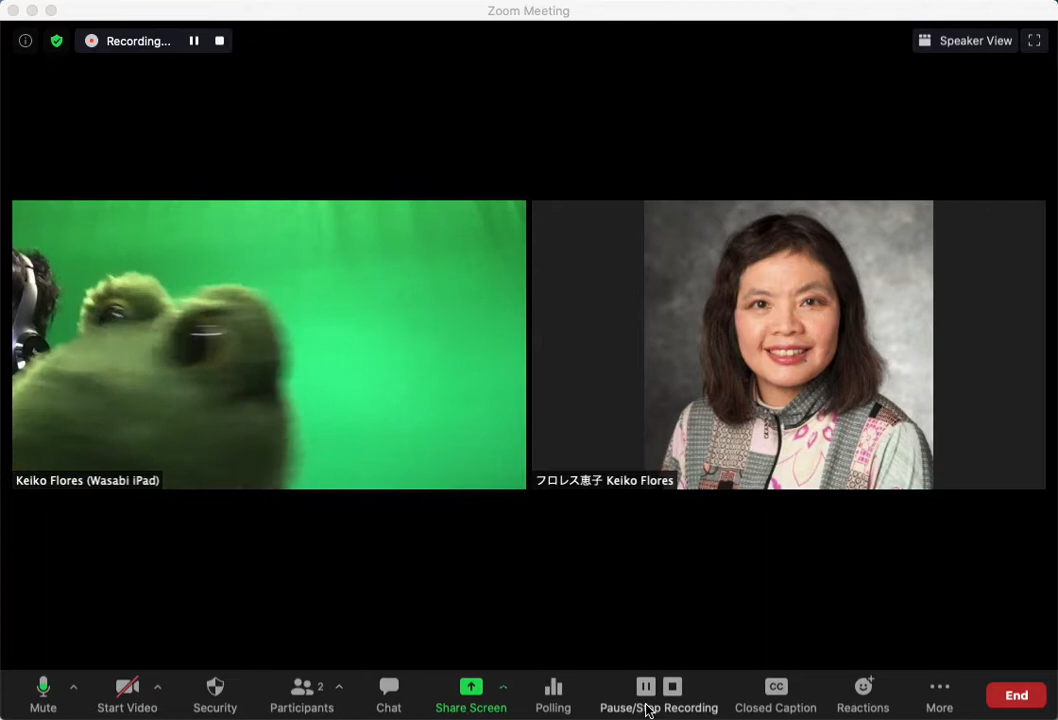 Zoom Meeting
Recording...
Speaker View
Keiko Flores (Wasabi iPad)
フロレス恵子 Keiko Flores
Mute
Start Video
Security
Participants
2
Chat
Share Screen
Polling
Pause/Stop Recording
CC
Closed Caption
Reactions
More
End